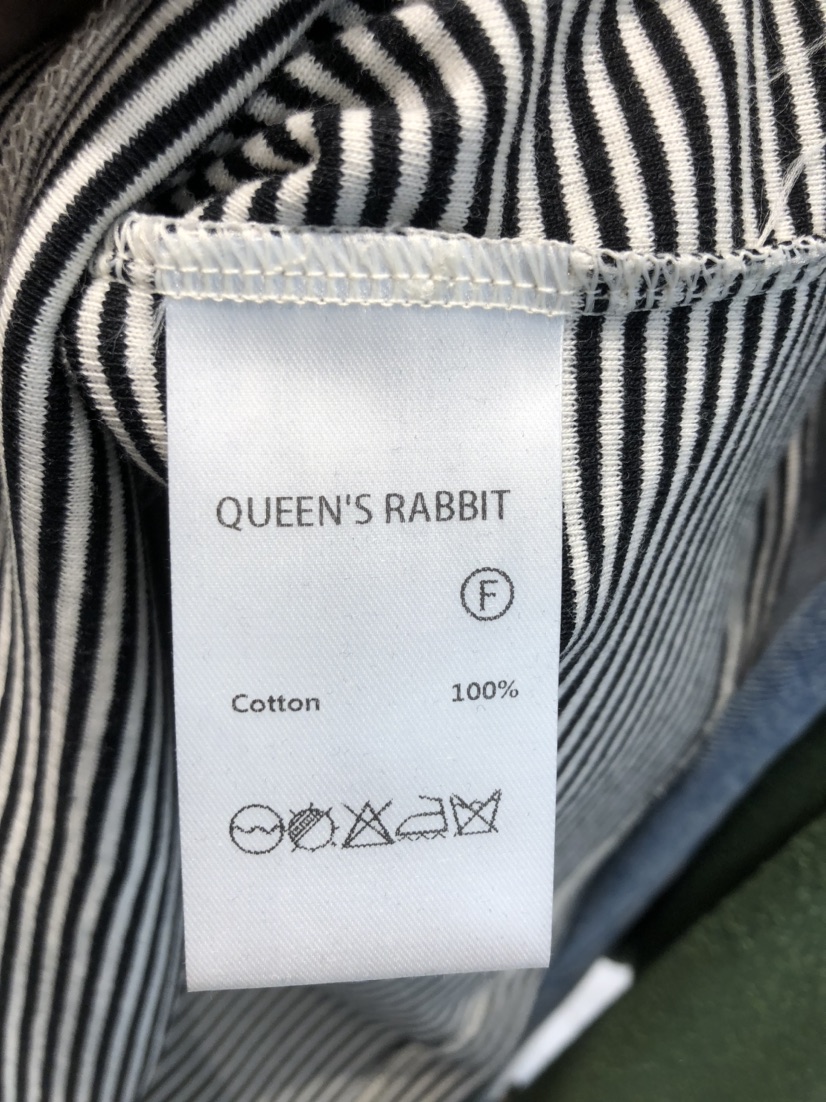 QUEEN'S RABBIT
F
Cotton 100%